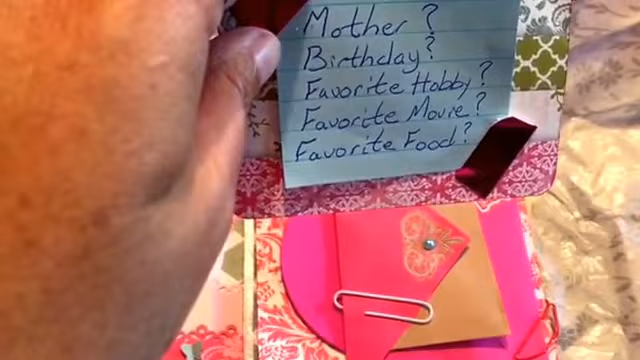 Mother?
Birthday?
Favorite Hobby?
Favorite Movie?
Favorite Food?